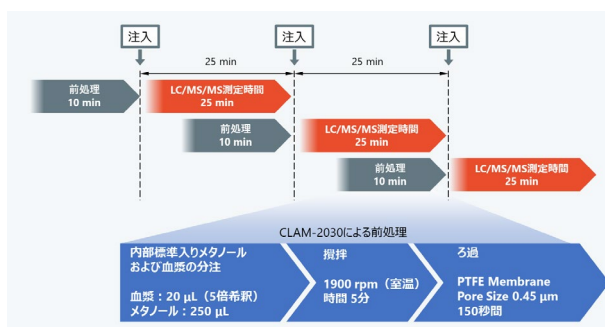 注入
注入
注入
25 min
25 min
前処理
10 min
LC/MS/MS測定時間
25 min
前処理
10 min
LC/MS/MS測定時間
25 min
前処理
10 min
LC/MS/MS測定時間
25 min
CLAM-2030による前処理
内部標準入りメタノール
および血漿の分注
血漿：20 µL（5倍希釈）
メタノール：250 µL
攪拌
1900 rpm（室温）
時間 5分
ろ過
PTFE Membrane
Pore Size 0.45 µm
150秒間